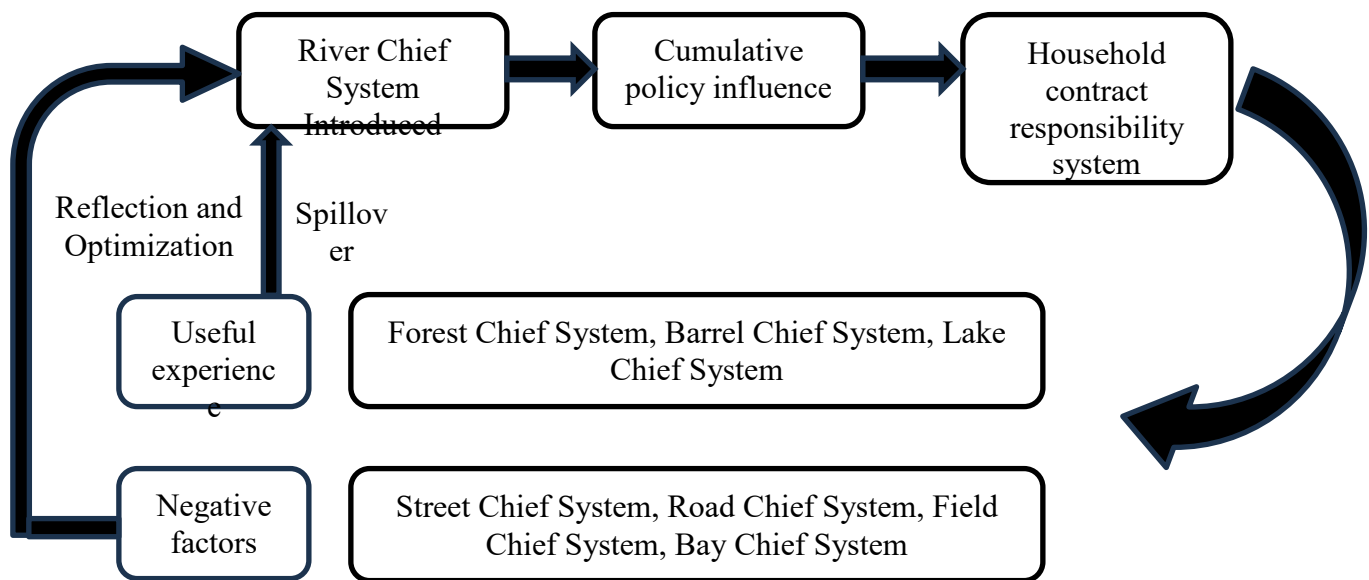 River Chief
System
Introduced
Cumulative
policy influence
Household
contract
responsibility
system
Reflection and
Optimization
Spillov
er
Useful
experienc
e
Forest Chief System, Barrel Chief System, Lake
Chief System
Negative
factors
Street Chief System, Road Chief System, Field
Chief System, Bay Chief System